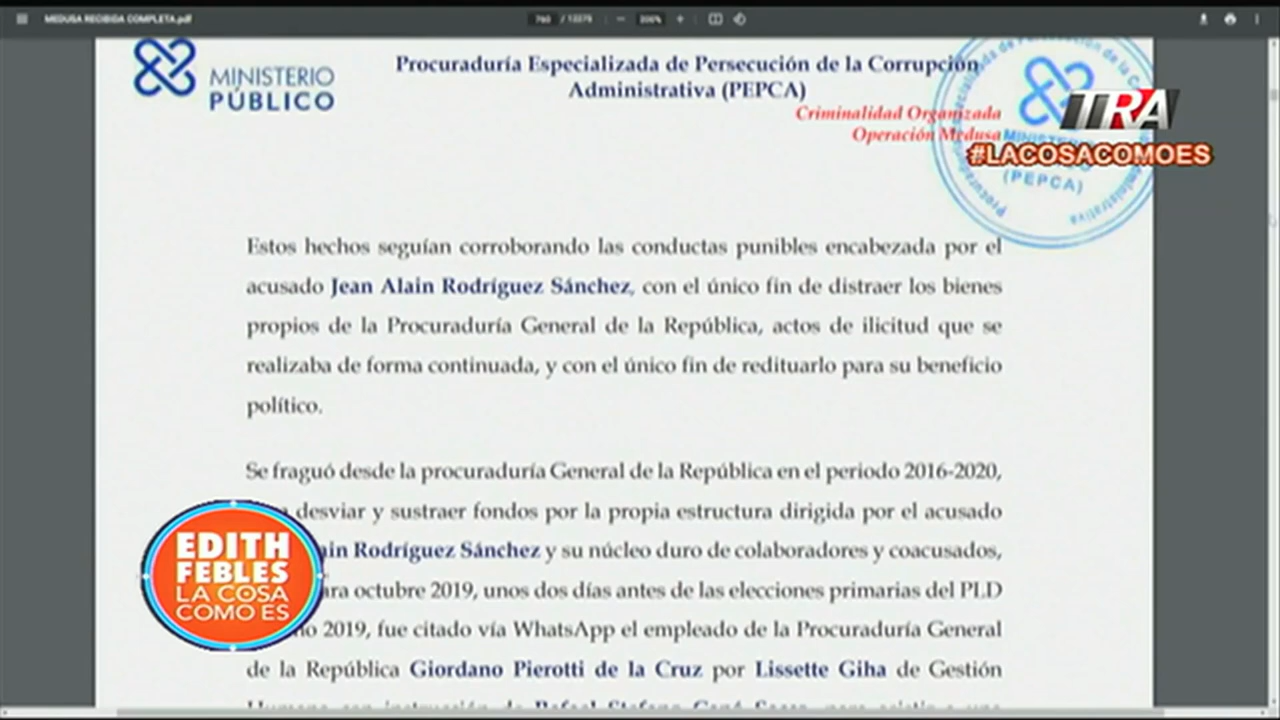 MEDUSA RECIBIDA COMPLETA.pdf
MINISTERIO
PÚBLICO
Procuraduría Especializada de Persecución de la Corrupción
Administrativa (PEPCA)
Criminalidad Organizada
Operación Medusa
TRA
#LACOSACOMOES
(PEPCA)
Estos hechos seguían corroborando las conductas punibles encabezada por el
acusado Jean Alain Rodríguez Sánchez, con el único fin de distraer los bienes
propios de la Procuraduría General de la República, actos de ilicitud que se
realizaba de forma continuada, y con el único fin de redituarlo para su beneficio
político.
Se fraguó desde la procuraduría General de la República en el periodo 2016-2020,
desviar y sustraer fondos por la propia estructura dirigida por el acusado
Rodríguez Sánchez y su núcleo duro de colaboradores y coacusados,
octubre 2019, unos dos días antes de las elecciones primarias del PLD
2019, fue citado vía WhatsApp el empleado de la Procuraduría General
de la República Giordano Pierotti de la Cruz por Lissette Giha de Gestión
EDITH
FEBLES
LA COSA
COMO ES